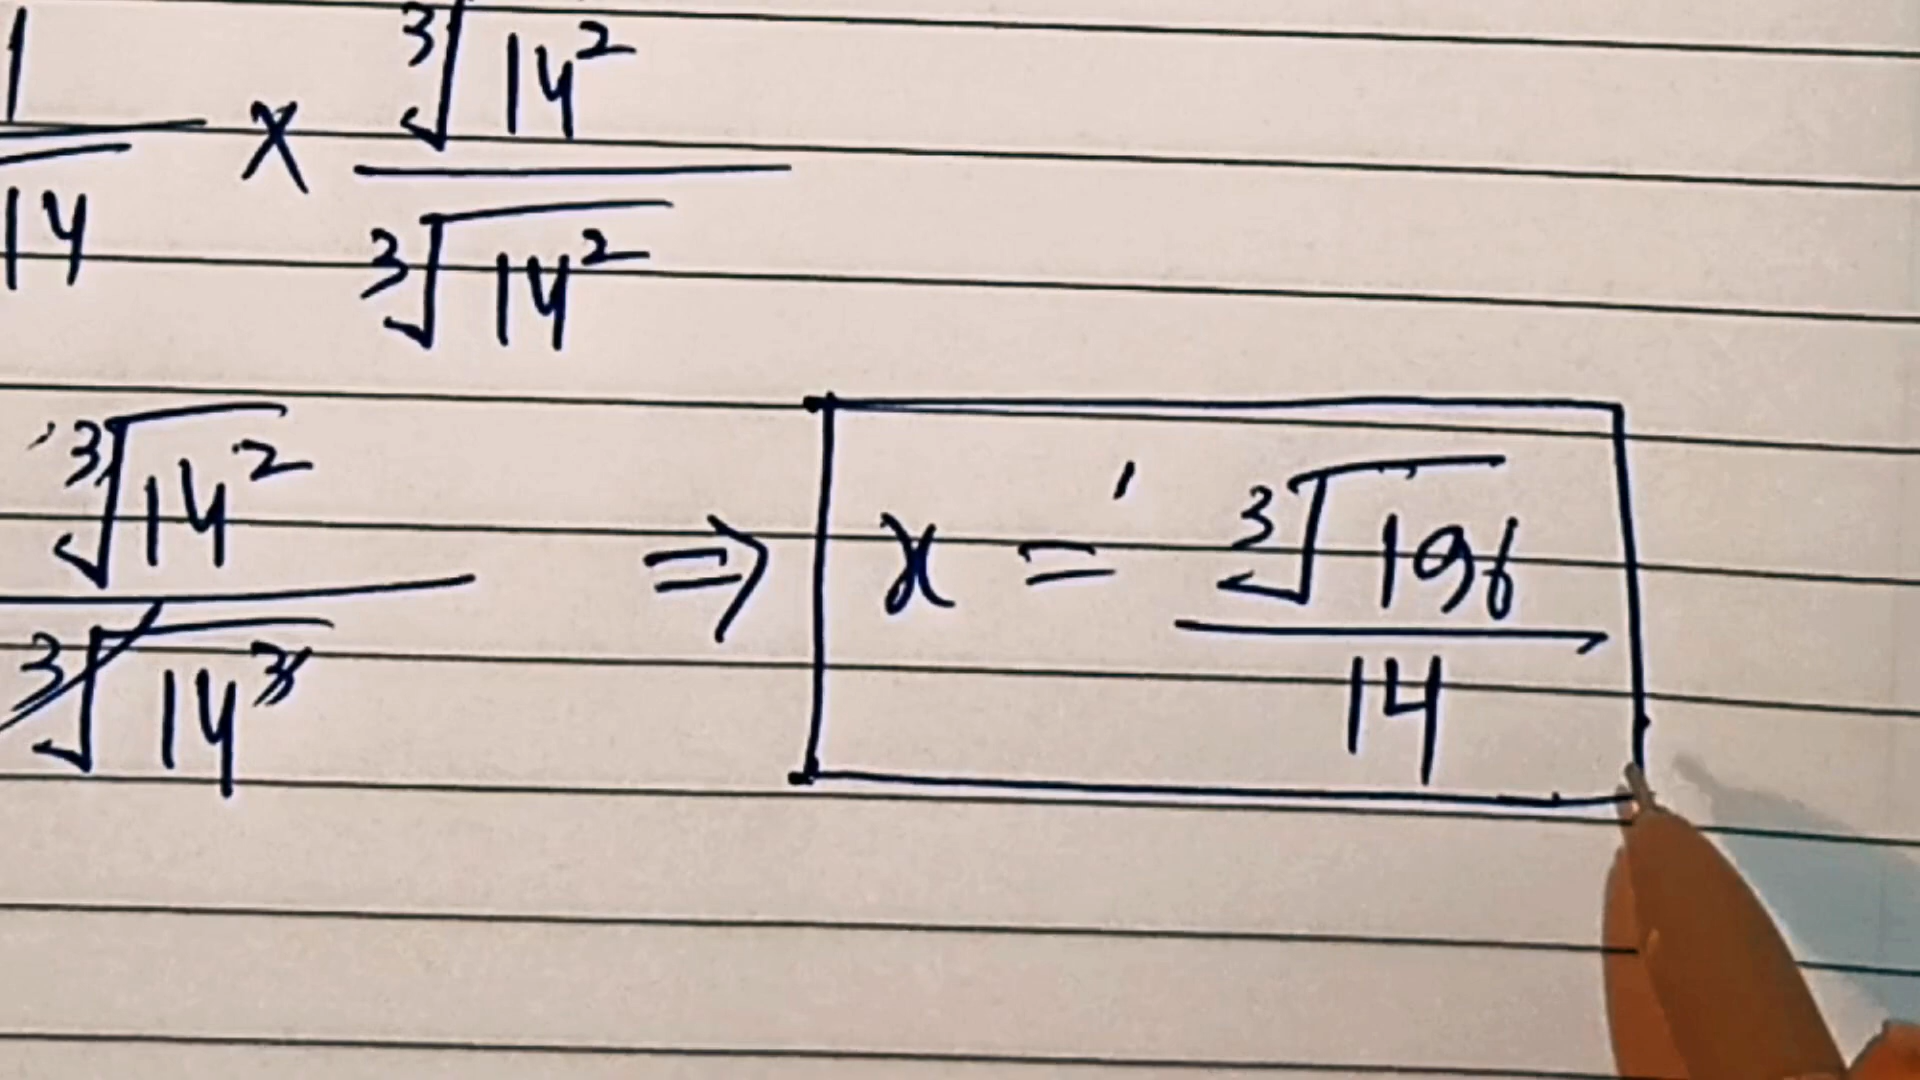 1/√14 × ∛14² / ∛14²
∛14² / ∛14³ ⇒ x = ∛196 / 14